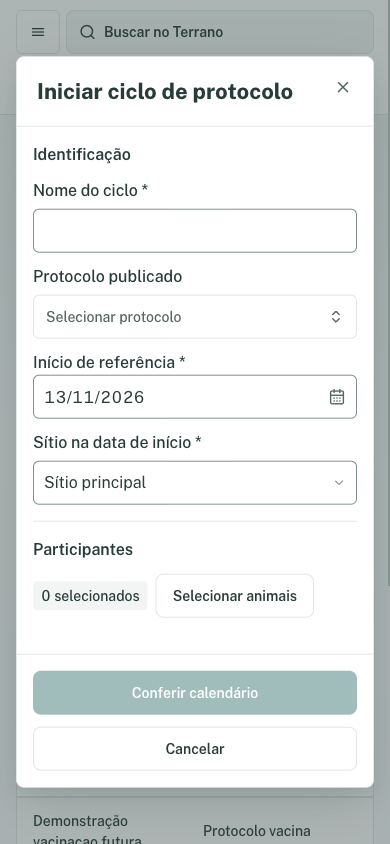 Buscar no Terrano
Iniciar ciclo de protocolo
Identificação
Nome do ciclo *
Protocolo publicado
Selecionar protocolo
Início de referência *
13/11/2026
Sítio na data de início *
Sítio principal
Participantes
0 selecionados
Selecionar animais
Conferir calendário
Cancelar
Demonstração
vacinacao futura
Protocolo vacina